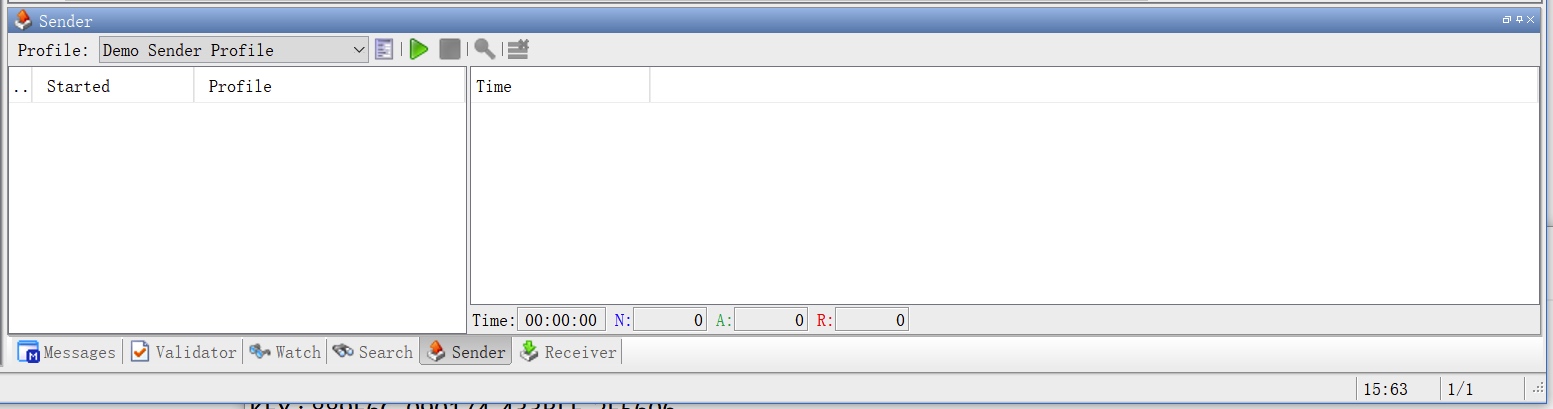 Sender
Profile: Demo Sender Profile
.. Started Profile
Time
Time: 00:00:00 N: 0 A: 0 R: 0
Messages Validator Watch Search Sender Receiver
15:63 1/1